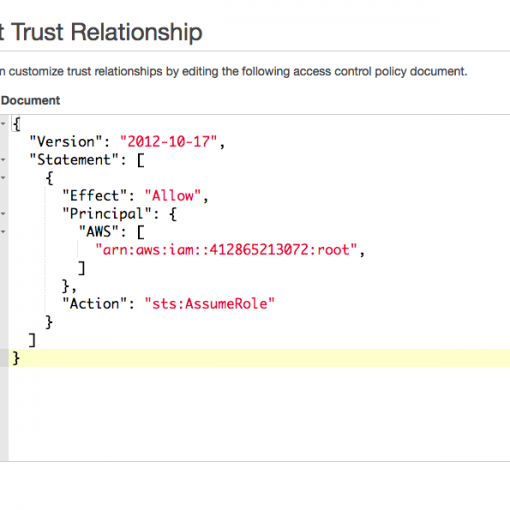 t Trust Relationship
n customize trust relationships by editing the following access control policy document.
Document
{
"Version": "2012-10-17",
"Statement": [
{
"Effect": "Allow",
"Principal": {
"AWS": [
"arn:aws:iam::412865213072:root",
]
},
"Action": "sts:AssumeRole"
}
]
}